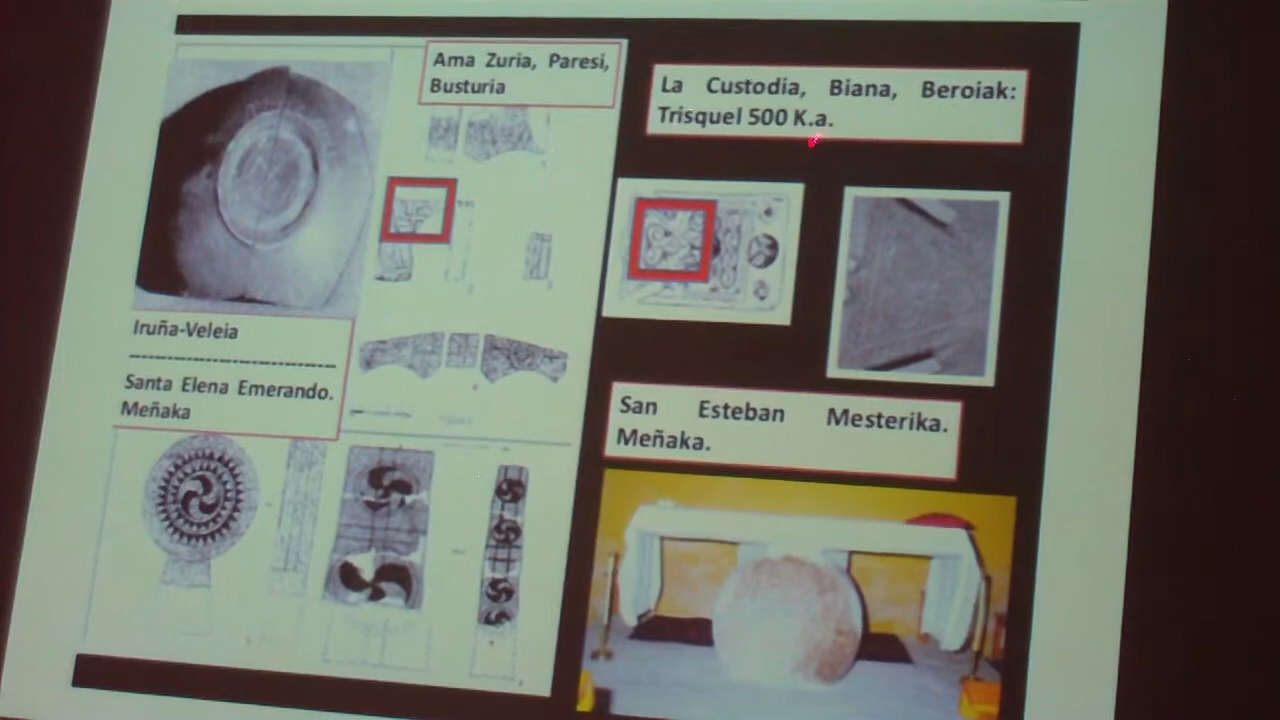 Ama Zuria, Paresi,
Busturia
La Custodia, Biana, Beroiak:
Trisquel 500 K.a.
Iruña-Veleia
--------------------------
Santa Elena Emerando.
Meñaka
San Esteban Mesterika.
Meñaka.